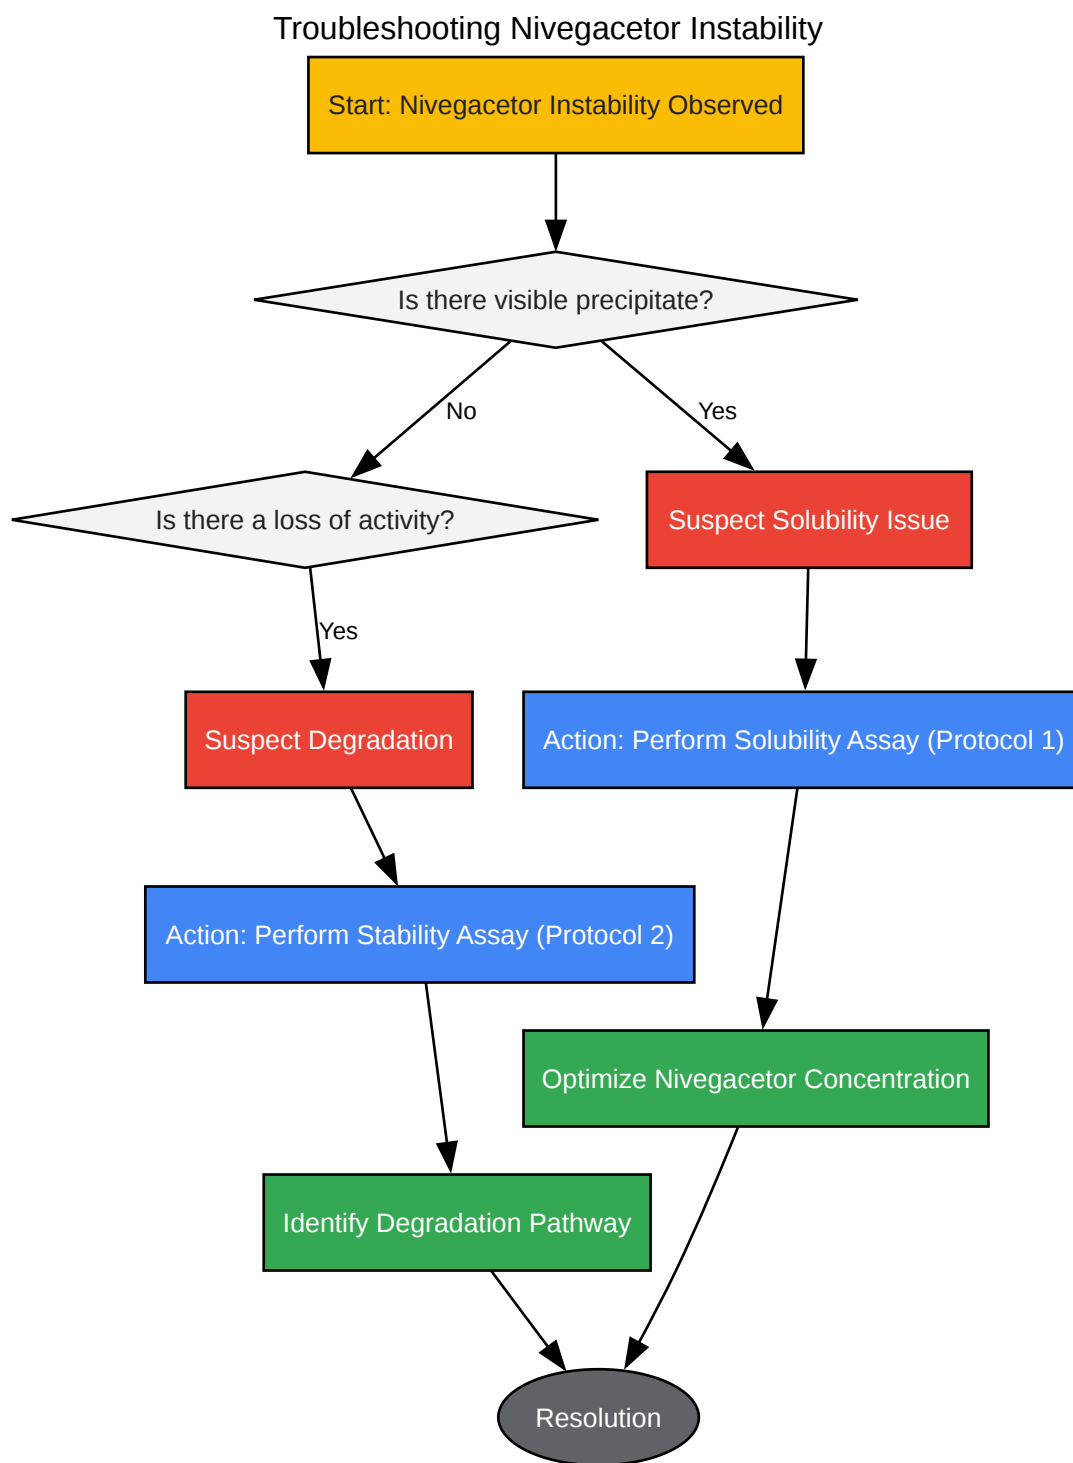 Troubleshooting Nivegacetor Instability
Start: Nivegacetor Instability Observed
Is there visible precipitate?
No
Yes
Is there a loss of activity?
Suspect Solubility Issue
Yes
Suspect Degradation
Action: Perform Solubility Assay (Protocol 1)
Action: Perform Stability Assay (Protocol 2)
Optimize Nivegacetor Concentration
Identify Degradation Pathway
Resolution